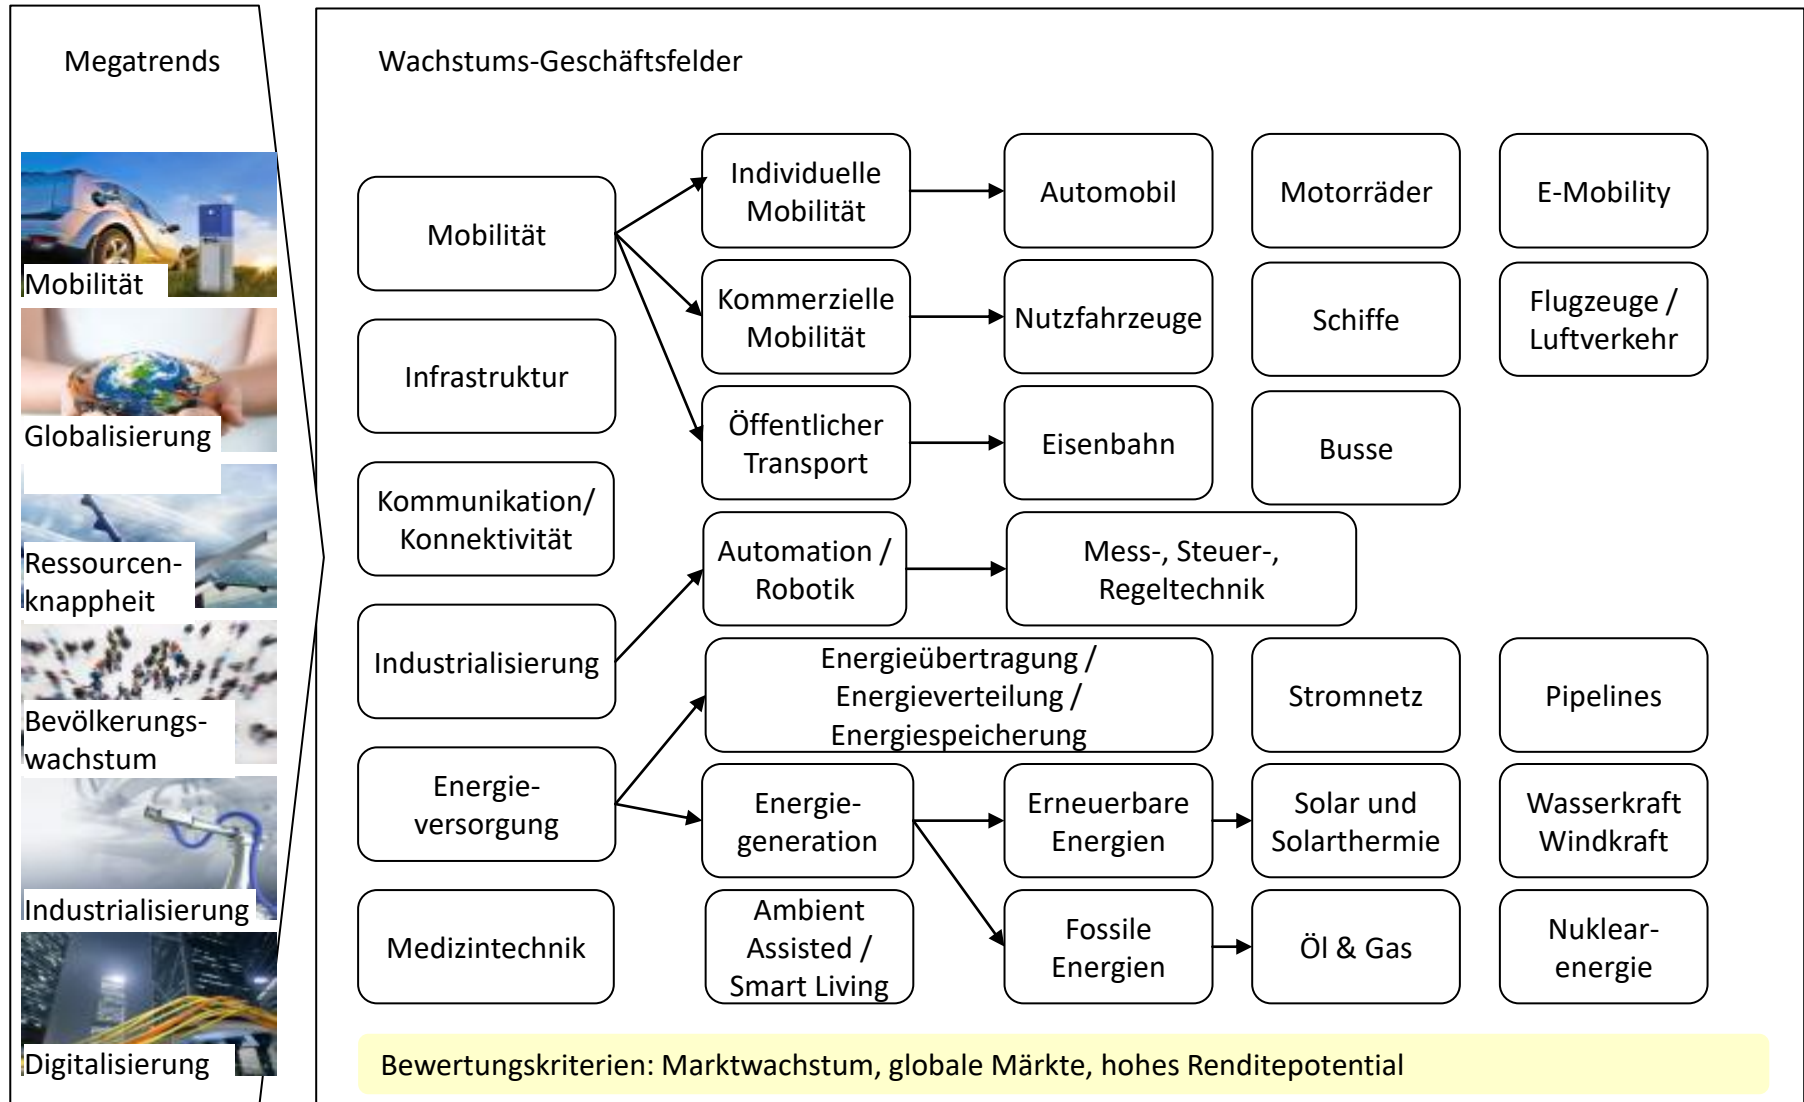 Megatrends
Mobilität
Globalisierung
Ressourcen-
knappheit
Bevölkerungs-
wachstum
Industrialisierung
Digitalisierung
Wachstums-Geschäftsfelder
Mobilität
Infrastruktur
Kommunikation/
Konnektivität
Industrialisierung
Energie-
versorgung
Medizintechnik
Individuelle
Mobilität
Automobil
Motorräder
E-Mobility
Kommerzielle
Mobilität
Nutzfahrzeuge
Schiffe
Flugzeuge /
Luftverkehr
Öffentlicher
Transport
Eisenbahn
Busse
Automation /
Robotik
Mess-, Steuer-,
Regeltechnik
Energieübertragung /
Energieverteilung /
Energiespeicherung
Stromnetz
Pipelines
Energie-
generation
Erneuerbare
Energien
Solar und
Solarthermie
Wasserkraft
Windkraft
Ambient
Assisted /
Smart Living
Fossile
Energien
Öl & Gas
Nuklear-
energie
Bewertungskriterien: Marktwachstum, globale Märkte, hohes Renditepotential